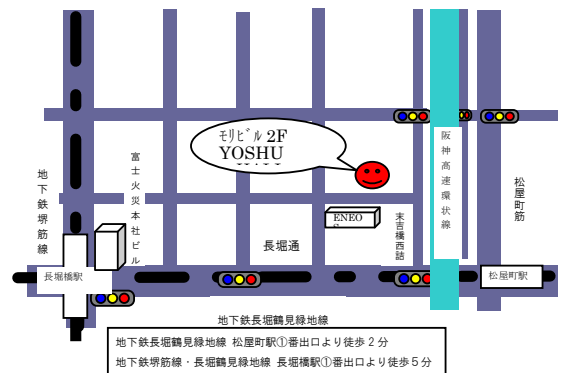 ﾓﾘﾋﾞﾙ 2F
YOSHU
阪神高速環状線
富士火災本社ビル
地下鉄堺筋線
松屋町筋
ENEO
S
末吉橋西詰
長堀通
長堀橋駅
松屋町駅
地下鉄長堀鶴見緑地線
地下鉄長堀鶴見緑地線 松屋町駅①番出口より徒歩２分
地下鉄堺筋線・長堀鶴見緑地線 長堀橋駅①番出口より徒歩５分